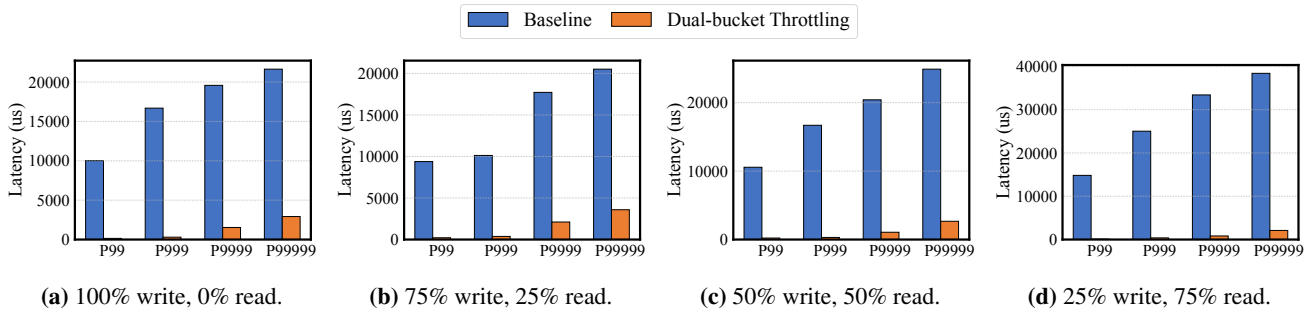 Baseline Dual-bucket Throttling
Latency (us)
20000
15000
10000
5000
0
P99 P999 P9999 P99999
(a) 100% write, 0% read.
Latency (us)
20000
15000
10000
5000
0
P99 P999 P9999 P99999
(b) 75% write, 25% read.
Latency (us)
20000
10000
0
P99 P999 P9999 P99999
(c) 50% write, 50% read.
Latency (us)
40000
30000
20000
10000
0
P99 P999 P9999 P99999
(d) 25% write, 75% read.